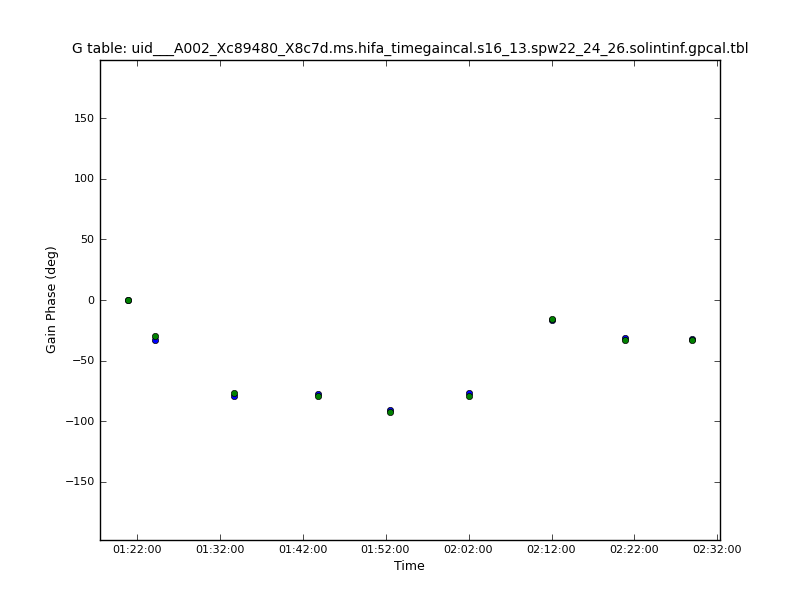 G table: uid___A002_Xc89480_X8c7d.ms.hifa_timegaincal.s16_13.spw22_24_26.solintinf.gpcal.tbl
150
100
50
0
−50
−100
−150
Gain Phase (deg)
01:22:00 01:32:00 01:42:00 01:52:00 02:02:00 02:12:00 02:22:00 02:32:00
Time